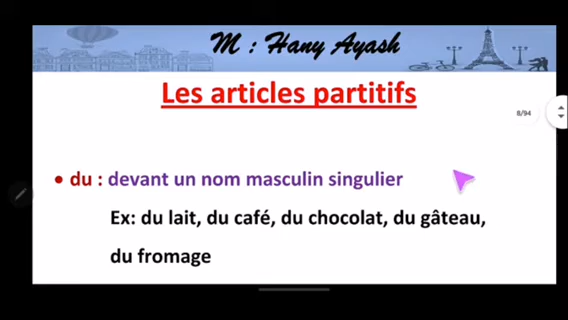 M : Hany Ayash
Les articles partitifs
8/94
• du : devant un nom masculin singulier
Ex: du lait, du café, du chocolat, du gâteau,
du fromage